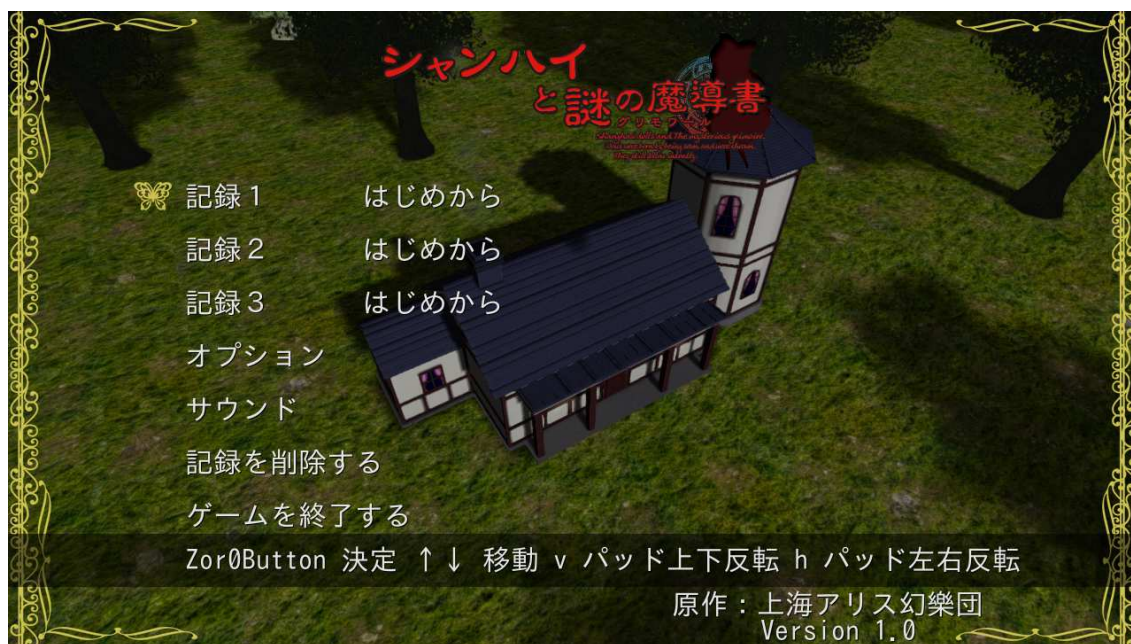 シャンハイ
と謎の魔導書
グリモワール
記録１　はじめから
記録２　はじめから
記録３　はじめから
オプション
サウンド
記録を削除する
ゲームを終了する
Zor0Button 決定 ↑↓ 移動 v パッド上下反転 h パッド左右反転
原作：上海アリス幻樂団
Version 1.0